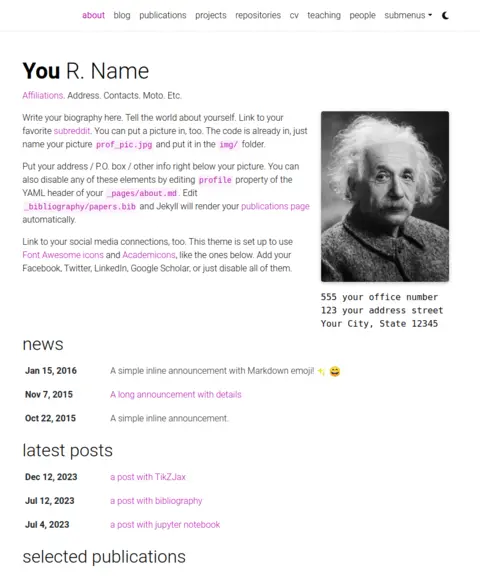 about blog publications projects repositories cv teaching people submenus
You R. Name
Affiliations. Address. Contacts. Moto. Etc.
Write your biography here. Tell the world about yourself. Link to your
favorite subreddit. You can put a picture in, too. The code is already in, just
name your picture prof_pic.jpg and put it in the img/ folder.
Put your address / P.O. box / other info right below your picture. You can
also disable any of these elements by editing profile property of the
YAML header of your _pages/about.md. Edit
_bibliography/papers.bib and Jekyll will render your publications page
automatically.
Link to your social media connections, too. This theme is set up to use
Font Awesome icons and Academicons, like the ones below. Add your
Facebook, Twitter, LinkedIn, Google Scholar, or just disable all of them.
555 your office number
123 your address street
Your City, State 12345
news
Jan 15, 2016 A simple inline announcement with Markdown emoji! ✨ 😄
Nov 7, 2015 A long announcement with details
Oct 22, 2015 A simple inline announcement.
latest posts
Dec 12, 2023 a post with TikZJax
Jul 12, 2023 a post with bibliography
Jul 4, 2023 a post with jupyter notebook
selected publications